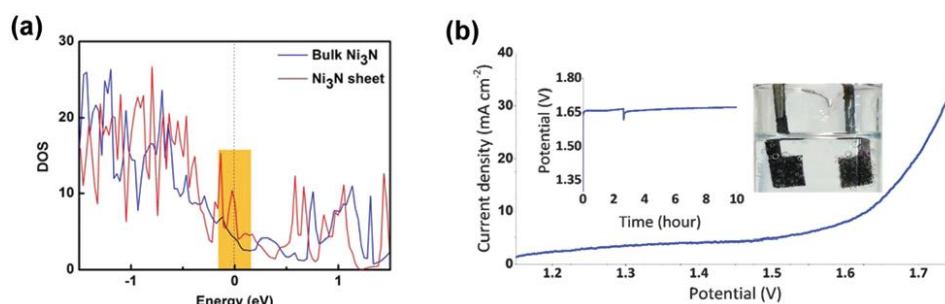 (a)
30
20
10
0
DOS
Bulk Ni₃N
Ni₃N sheet
-1
0
1
Energy (eV)
(b)
40
30
20
10
0
Current density (mA cm⁻²)
1.80
1.65
1.50
1.35
Potential (V)
0
2
4
6
8
10
Time (hour)
1.2
1.3
1.4
1.5
1.6
1.7
Potential (V)